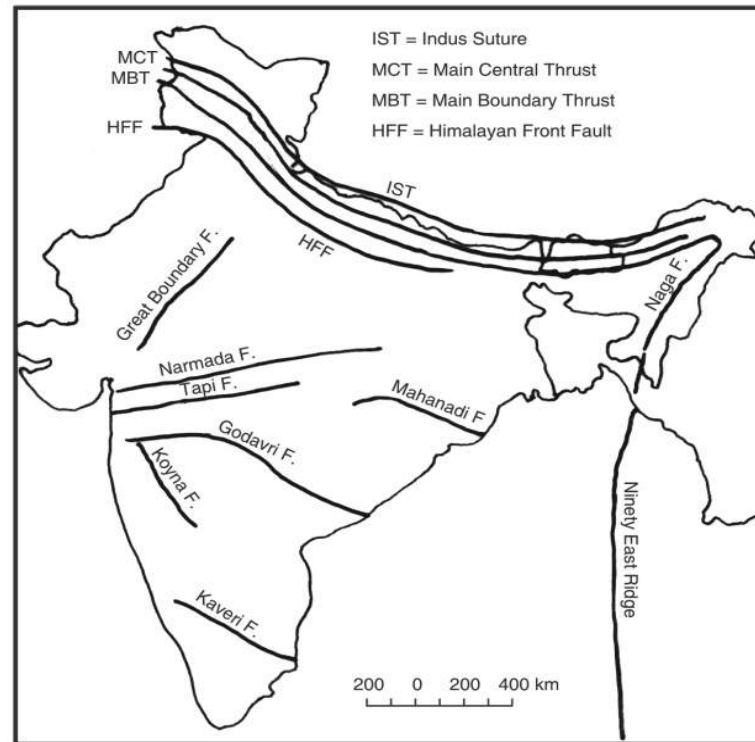 IST = Indus Suture
MCT = Main Central Thrust
MBT = Main Boundary Thrust
HFF = Himalayan Front Fault
MCT
MBT
HFF
IST
HFF
Great Boundary F.
Naga F.
Narmada F.
Tapi F.
Mahanadi F
Godavri F.
Koyna F.
Ninety East Ridge
Kaveri F.
200 0 200 400 km